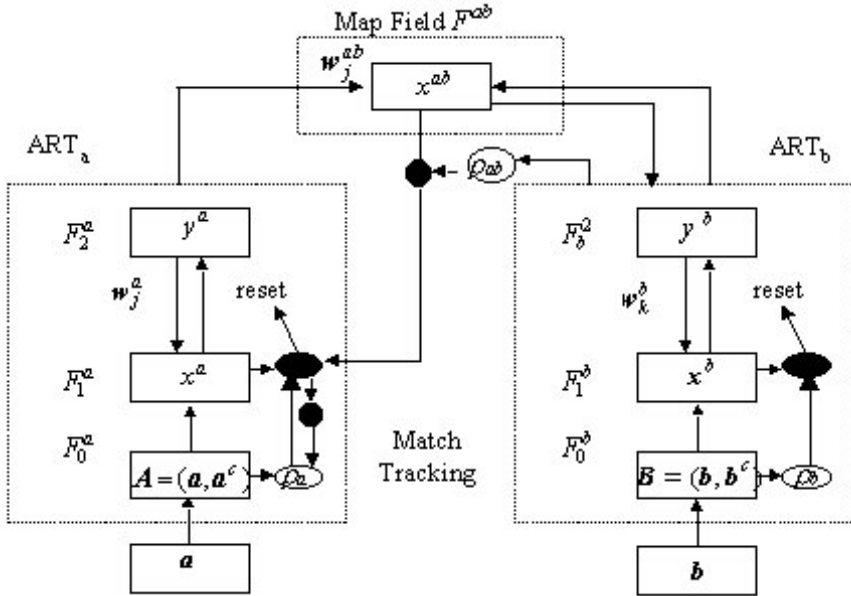 Map Field F^ab
w_j^ab
x^ab
ART_a
ART_b
ρ_ab
F_2^a
y^a
F_b^2
y^b
w_j^a
reset
w_k^b
reset
F_1^a
x^a
F_1^b
x^b
F_0^a
Match
Tracking
F_0^b
A = (a, a^c)
ρ_a
B = (b, b^c)
ρ_b
a
b